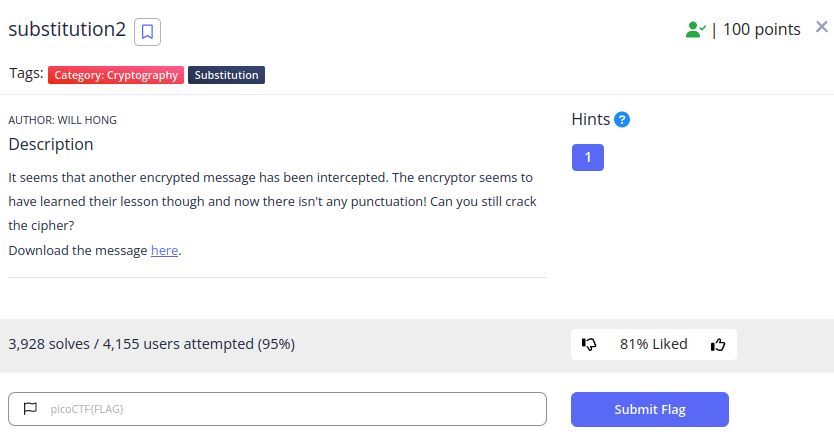 substitution2
| 100 points
Tags: Category: Cryptography Substitution
AUTHOR: WILL HONG
Description
It seems that another encrypted message has been intercepted. The encryptor seems to
have learned their lesson though and now there isn't any punctuation! Can you still crack
the cipher?
Download the message here.
Hints ?
1
3,928 solves / 4,155 users attempted (95%)
81% Liked
picoCTF{FLAG}
Submit Flag